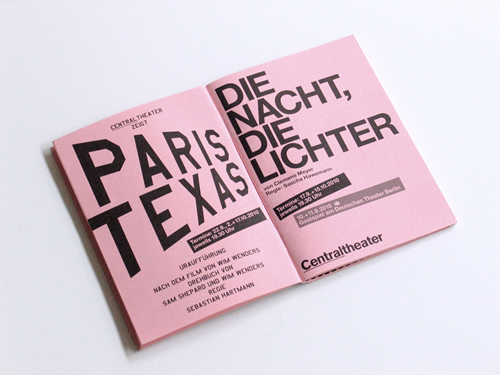 CENTRALTHEATER
ZEIGT
PARIS
TEXAS
Termine: 22.9., 2. + 17.10.2010
jeweils 19.30 Uhr
URAUFFÜHRUNG
NACH DEM FILM VON WIM WENDERS
DREHBUCH VON
SAM SHEPARD UND WIM WENDERS
REGIE
SEBASTIAN HARTMANN
DIE
NACHT,
DIE
LICHTER
von Clemens Meyer
Regie: Sascha Hawemann
Termine: 17.9. + 15.10.2010
jeweils 19.30 Uhr
10. + 11.9.2010
Gastspiel am Deutschen Theater Berlin
Centraltheater